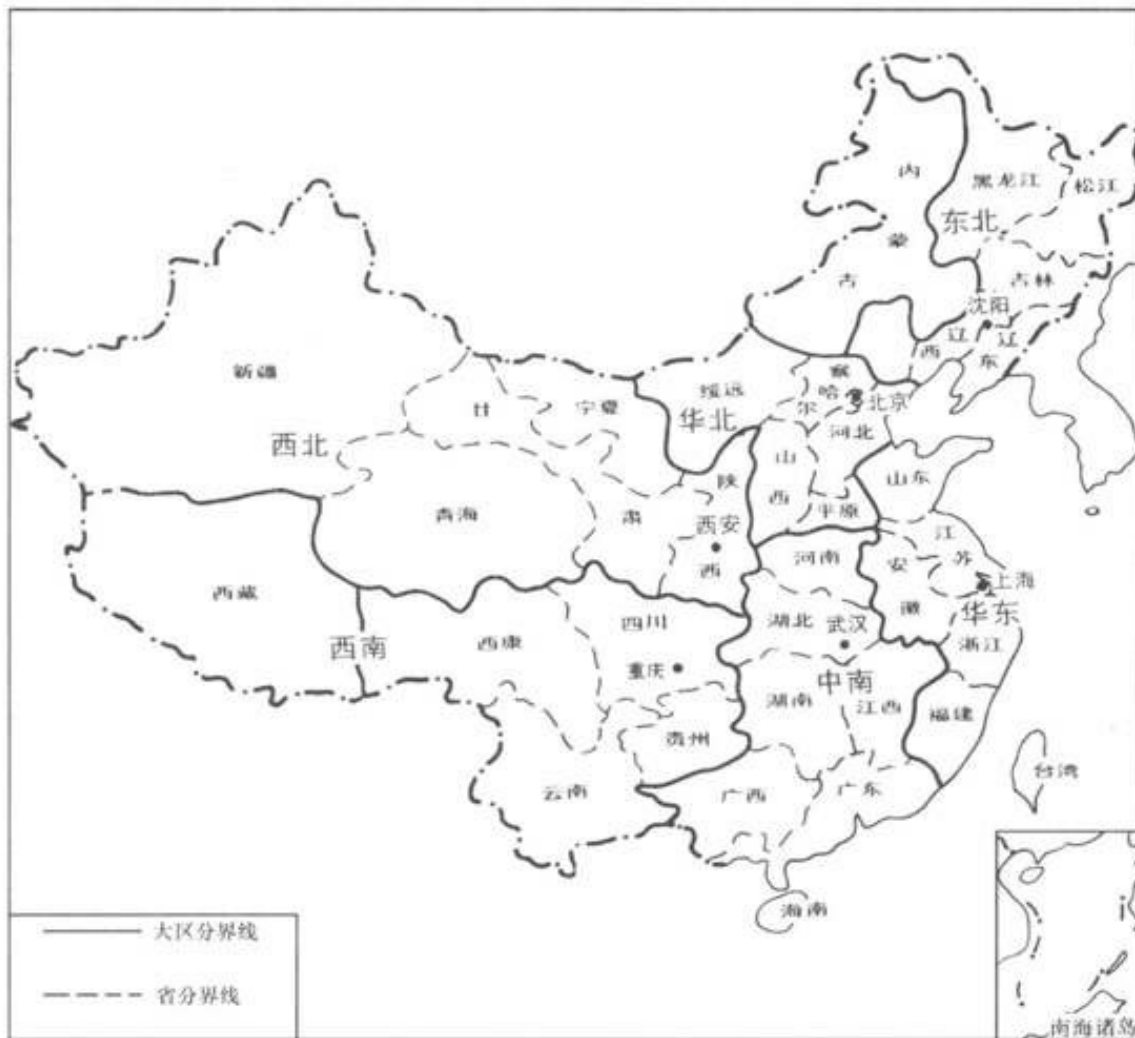 内
黑龙江
松江
东北
蒙
古
吉林
沈阳
辽
西
辽
东
新疆
察
绥远
哈
北京
甘
宁夏
尔
华北
河北
西北
山
陕
山东
西
青海
肃
平原
西安
江
河南
安
苏
西
上海
西藏
徽
华东
四川
湖北
武汉
西康
西南
浙江
重庆
中南
湖南
江西
福建
贵州
台湾
云南
广西
广东
海南
大区分界线
省分界线
南海诸岛